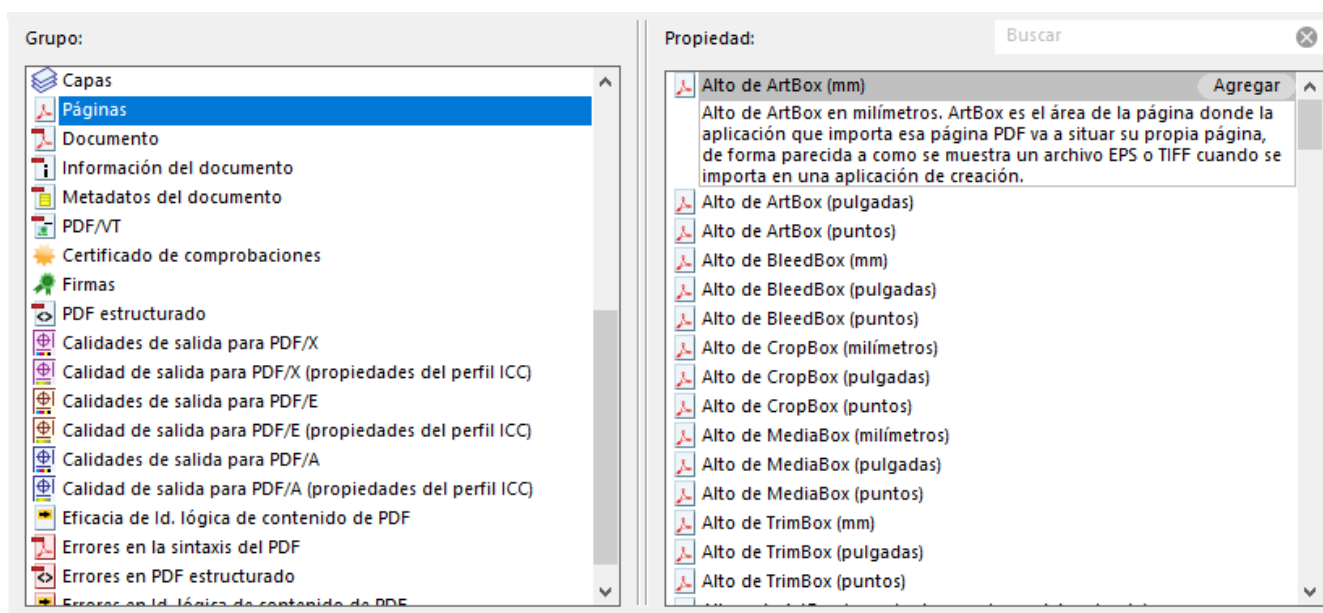 Grupo:
Capas
Páginas
Documento
Información del documento
Metadatos del documento
PDF/VT
Certificado de comprobaciones
Firmas
PDF estructurado
Calidades de salida para PDF/X
Calidad de salida para PDF/X (propiedades del perfil ICC)
Calidades de salida para PDF/E
Calidad de salida para PDF/E (propiedades del perfil ICC)
Calidades de salida para PDF/A
Calidad de salida para PDF/A (propiedades del perfil ICC)
Eficacia de Id. lógica de contenido de PDF
Errores en la sintaxis del PDF
Errores en PDF estructurado
Errores en Id. lógica de contenido de PDF
Propiedad:
Buscar
Alto de ArtBox (mm)
Agregar
Alto de ArtBox en milímetros. ArtBox es el área de la página donde la
aplicación que importa esa página PDF va a situar su propia página,
de forma parecida a como se muestra un archivo EPS o TIFF cuando se
importa en una aplicación de creación.
Alto de ArtBox (pulgadas)
Alto de ArtBox (puntos)
Alto de BleedBox (mm)
Alto de BleedBox (pulgadas)
Alto de BleedBox (puntos)
Alto de CropBox (milímetros)
Alto de CropBox (pulgadas)
Alto de CropBox (puntos)
Alto de MediaBox (milímetros)
Alto de MediaBox (pulgadas)
Alto de MediaBox (puntos)
Alto de TrimBox (mm)
Alto de TrimBox (pulgadas)
Alto de TrimBox (puntos)